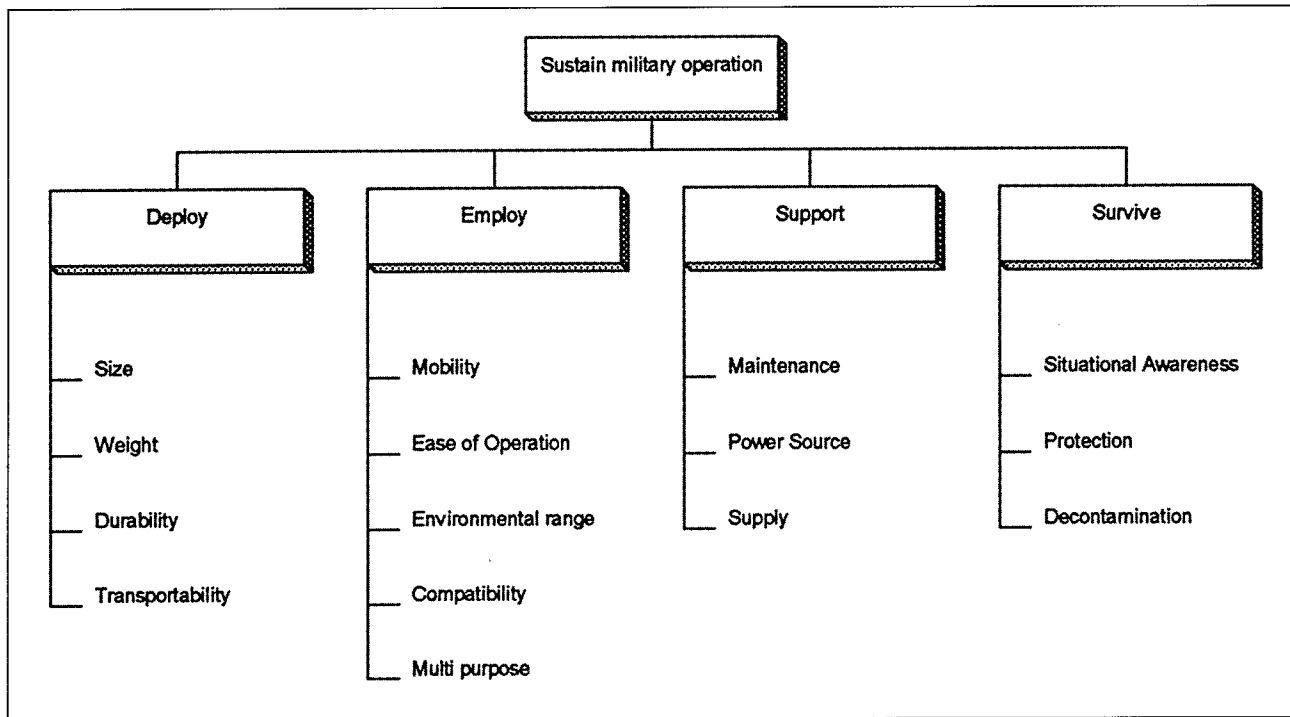 Sustain military operation
Deploy
Size
Weight
Durability
Transportability
Employ
Mobility
Ease of Operation
Environmental range
Compatibility
Multi purpose
Support
Maintenance
Power Source
Supply
Survive
Situational Awareness
Protection
Decontamination